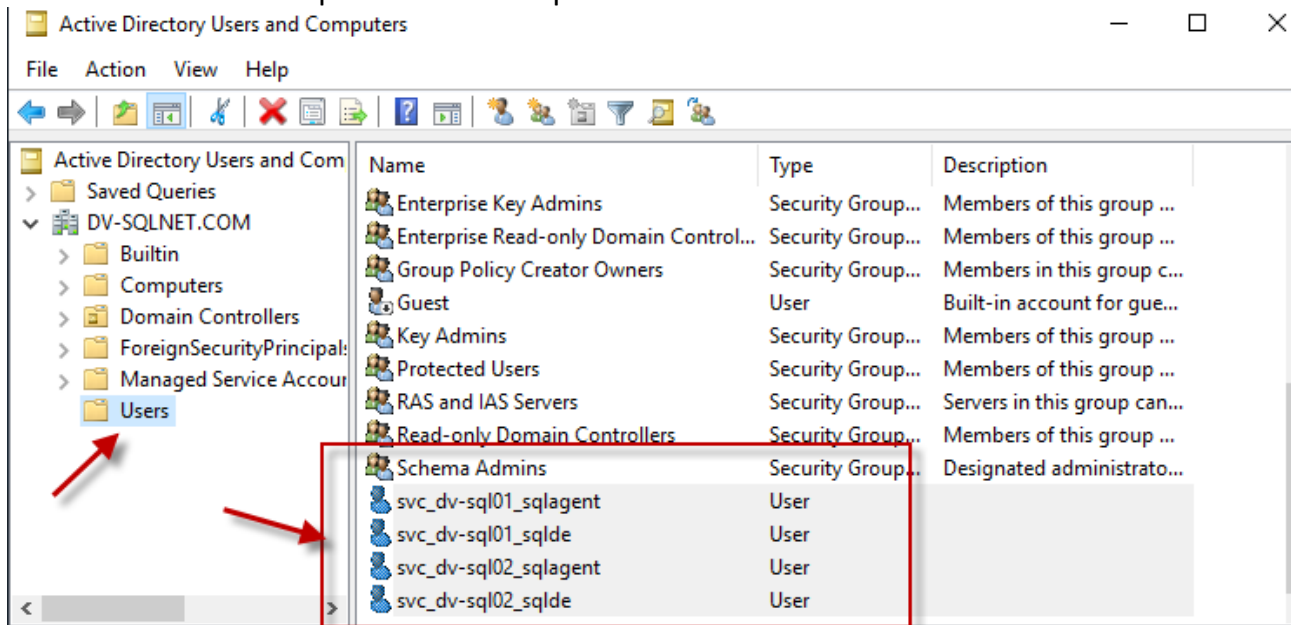 Active Directory Users and Computers
File Action View Help
Active Directory Users and Com
Saved Queries
DV-SQLNET.COM
Builtin
Computers
Domain Controllers
ForeignSecurityPrincipals
Managed Service Accour
Users
Name Type Description
Enterprise Key Admins Security Group... Members of this group ...
Enterprise Read-only Domain Control... Security Group... Members of this group ...
Group Policy Creator Owners Security Group... Members in this group c...
Guest User Built-in account for gue...
Key Admins Security Group... Members of this group ...
Protected Users Security Group... Members of this group ...
RAS and IAS Servers Security Group... Servers in this group can...
Read-only Domain Controllers Security Group... Members of this group ...
Schema Admins Security Group... Designated administrato...
svc_dv-sql01_sqlagent User
svc_dv-sql01_sqlde User
svc_dv-sql02_sqlagent User
svc_dv-sql02_sqlde User